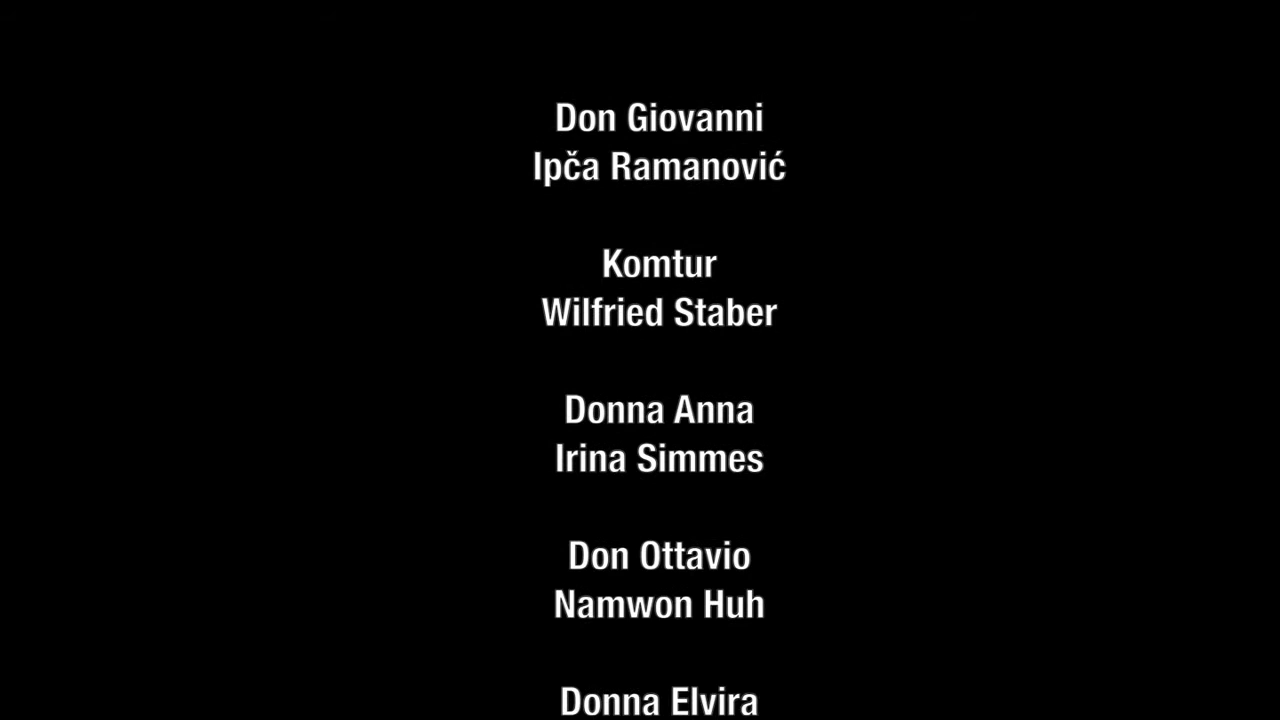 Don Giovanni
Ipča Ramanović
Komtur
Wilfried Staber
Donna Anna
Irina Simmes
Don Ottavio
Namwon Huh
Donna Elvira